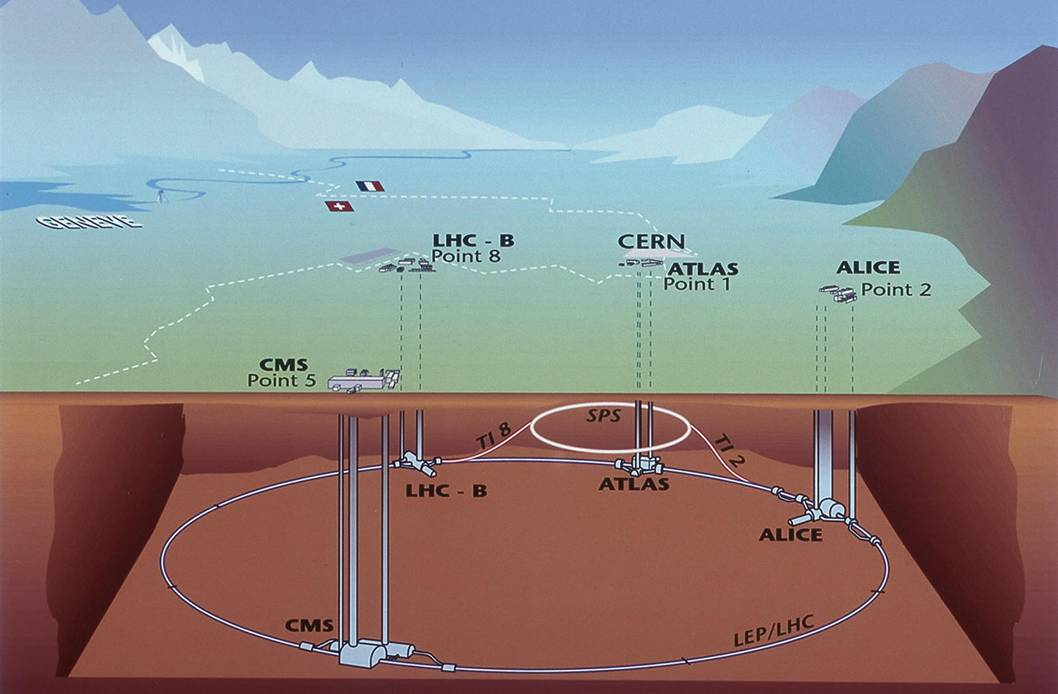 GENEVE
LHC - B
Point 8
CERN
ATLAS
Point 1
ALICE
Point 2
CMS
Point 5
SPS
TI 8
TI 2
LHC - B
ATLAS
ALICE
CMS
LEP/LHC